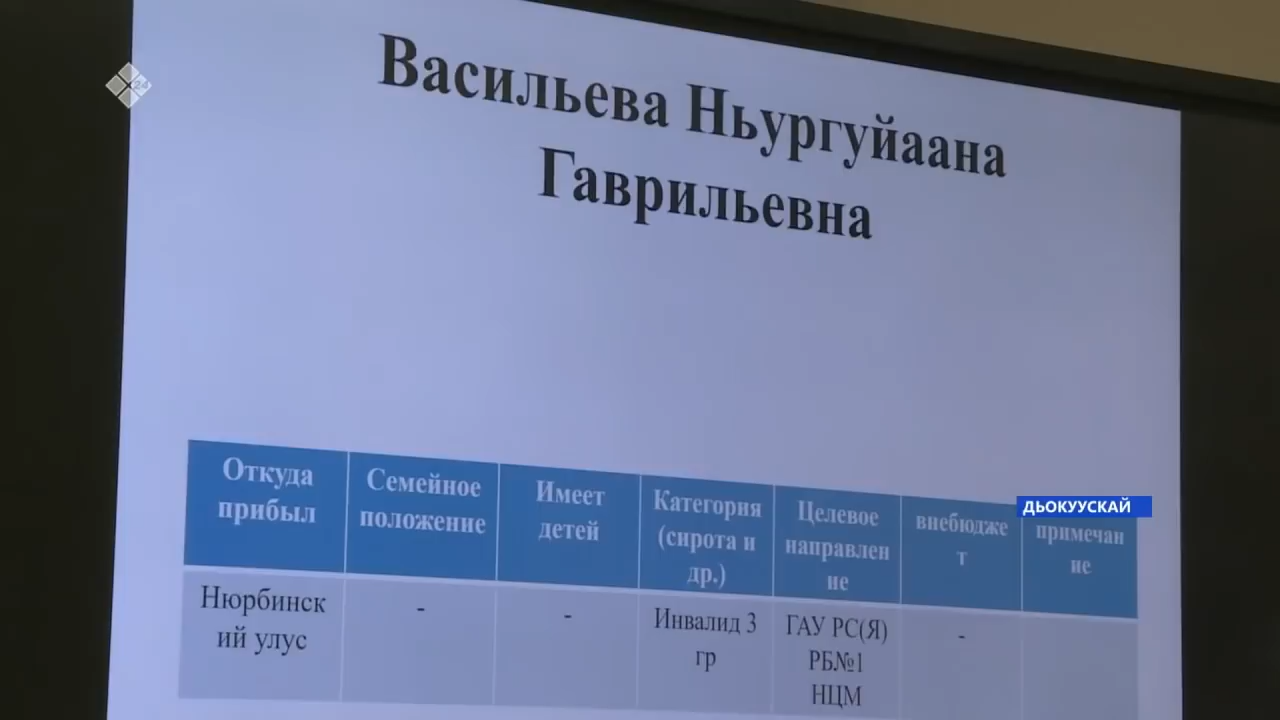 24
Васильева Ньургуйаана
Гаврильевна
ДЬОКУУСКАЙ
Откуда
прибыл
Семейное
положение
Имеет
детей
Категория
(сирота и
др.)
Целевое
направлен
ие
внебюдже
т
примечан
ие
Нюрбинск
ий улус
-
-
Инвалид 3
гр
ГАУ РС(Я)
РБ№1
НЦМ
-